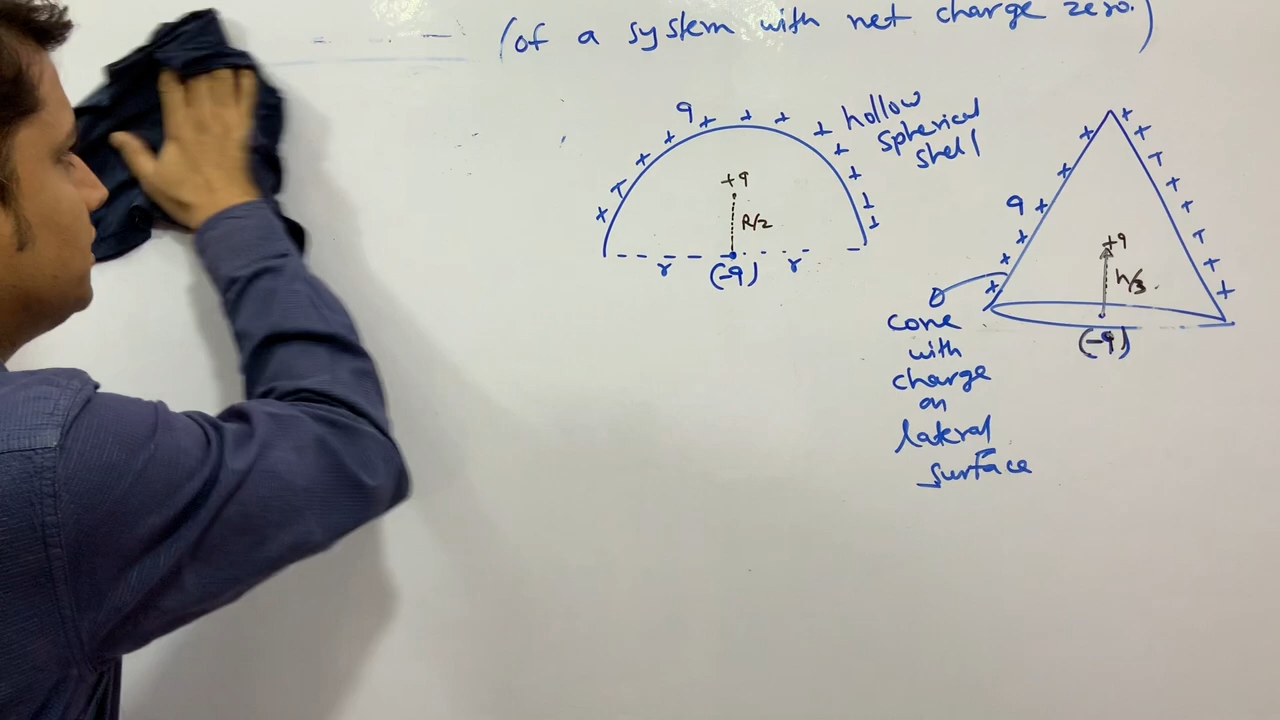 (of a system with net charge zero.)
q
hollow
spherical
shell
+q
R/2
r
(-q)
r
q
+q
h/3.
(-q)
cone
with
charge
on
lateral
surface